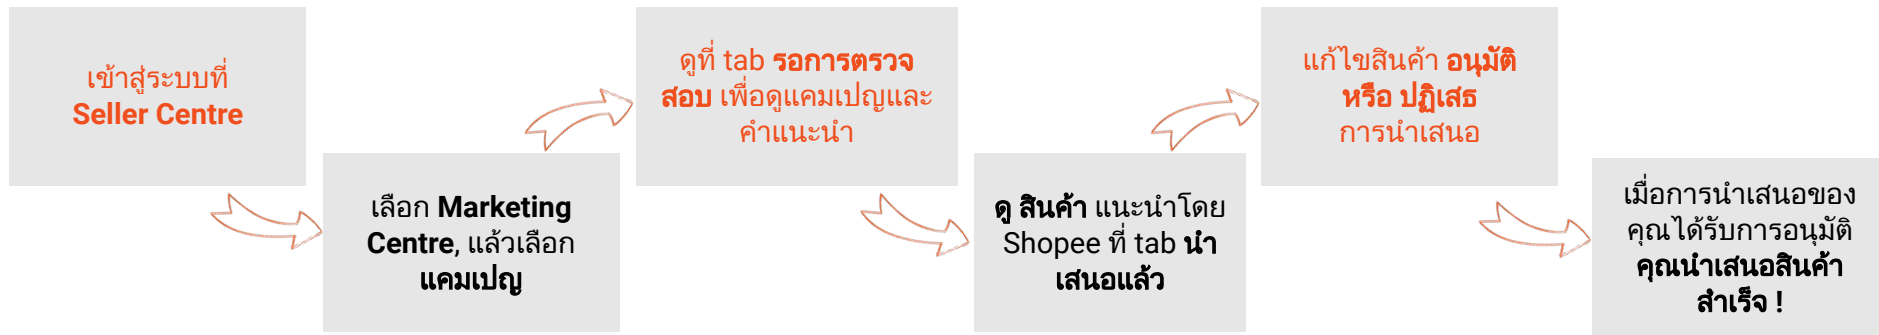 เข้าสู่ระบบที่
Seller Centre
เลือก Marketing
Centre, แล้วเลือก
แคมเปญ
ดูที่ tab รอการตรวจ
สอบ เพื่อดูแคมเปญและ
คำแนะนำ
ดู สินค้า แนะนำโดย
Shopee ที่ tab นำ
เสนอแล้ว
แก้ไขสินค้า อนุมัติ
หรือ ปฏิเสธ
การนำเสนอ
เมื่อการนำเสนอของ
คุณได้รับการอนุมัติ
คุณนำเสนอสินค้า
สำเร็จ !